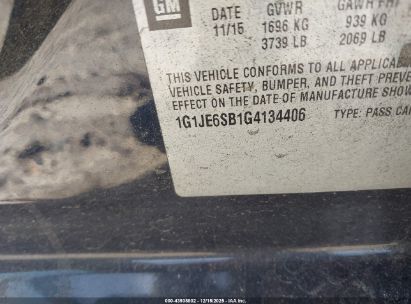 GM
DATE GVWR GAWR FRT
11/15 1696 KG 939 KG
3739 LB 2069 LB
THIS VEHICLE CONFORMS TO ALL APPLICAB
VEHICLE SAFETY, BUMPER, AND THEFT PREVE
EFFECT ON THE DATE OF MANUFACTURE SHOW
1G1JE6SB1G4134406 TYPE: PASS CA